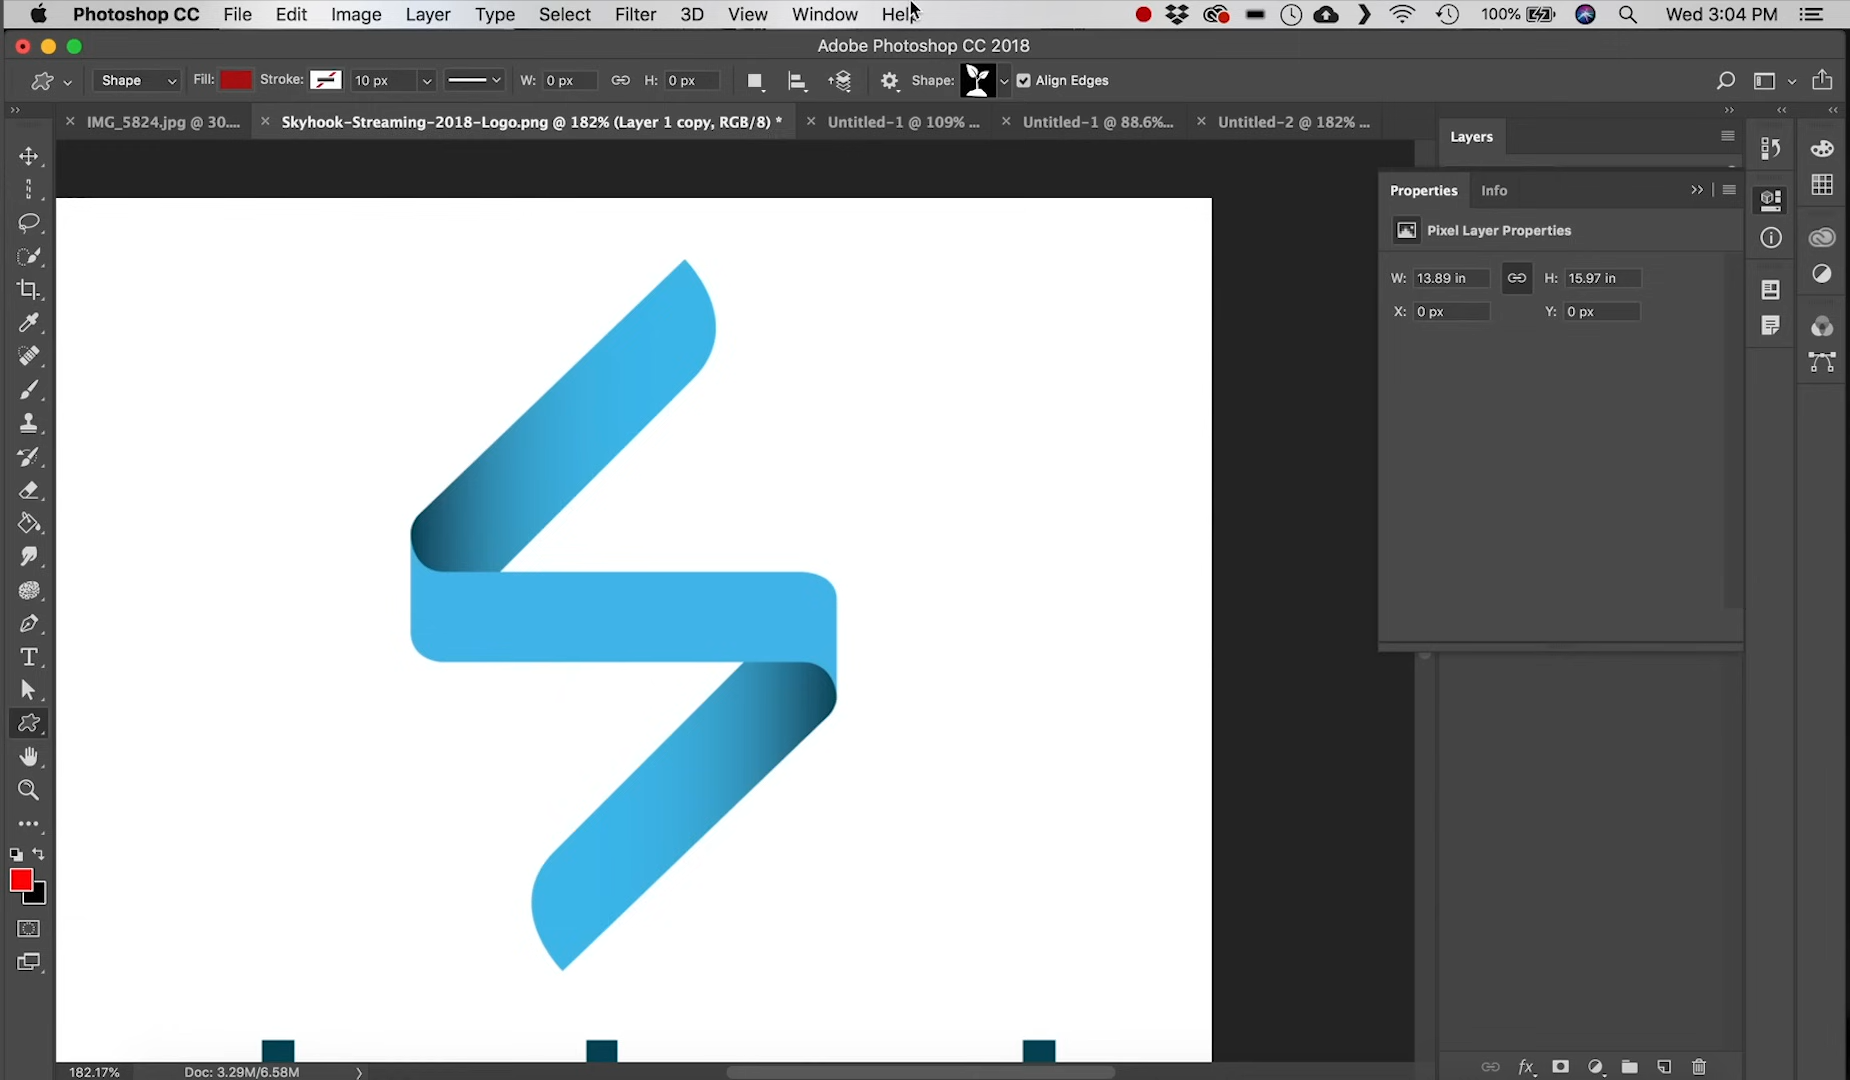 Photoshop CC File Edit Image Layer Type Select Filter 3D View Window Help 100% Wed 3:04 PM
Adobe Photoshop CC 2018
Shape Fill: Stroke: 10 px W: 0 px H: 0 px Shape: Align Edges
IMG_5824.jpg @ 30.... Skyhook-Streaming-2018-Logo.png @ 182% (Layer 1 copy, RGB/8) * Untitled-1 @ 109% ... Untitled-1 @ 88.6%... Untitled-2 @ 182% ...
Layers
Properties Info
Pixel Layer Properties
W: 13.89 in H: 15.97 in
X: 0 px Y: 0 px
182.17% Doc: 3.29M/6.58M